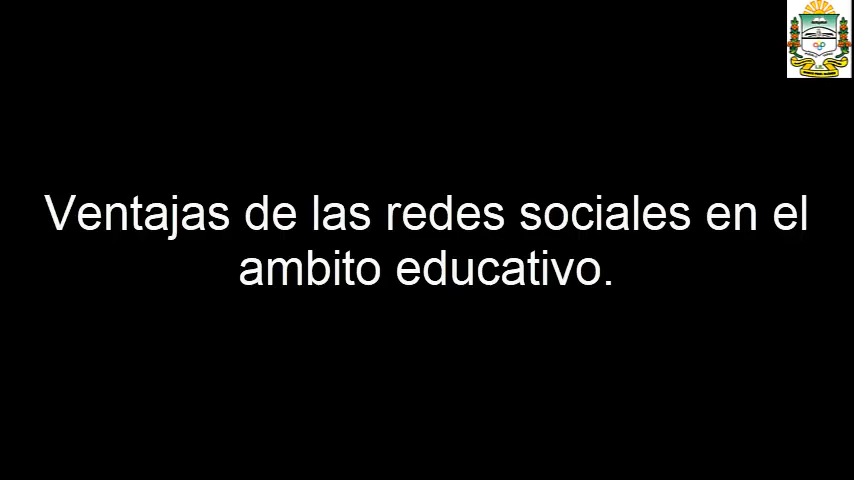 Ventajas de las redes sociales en el
ambito educativo.